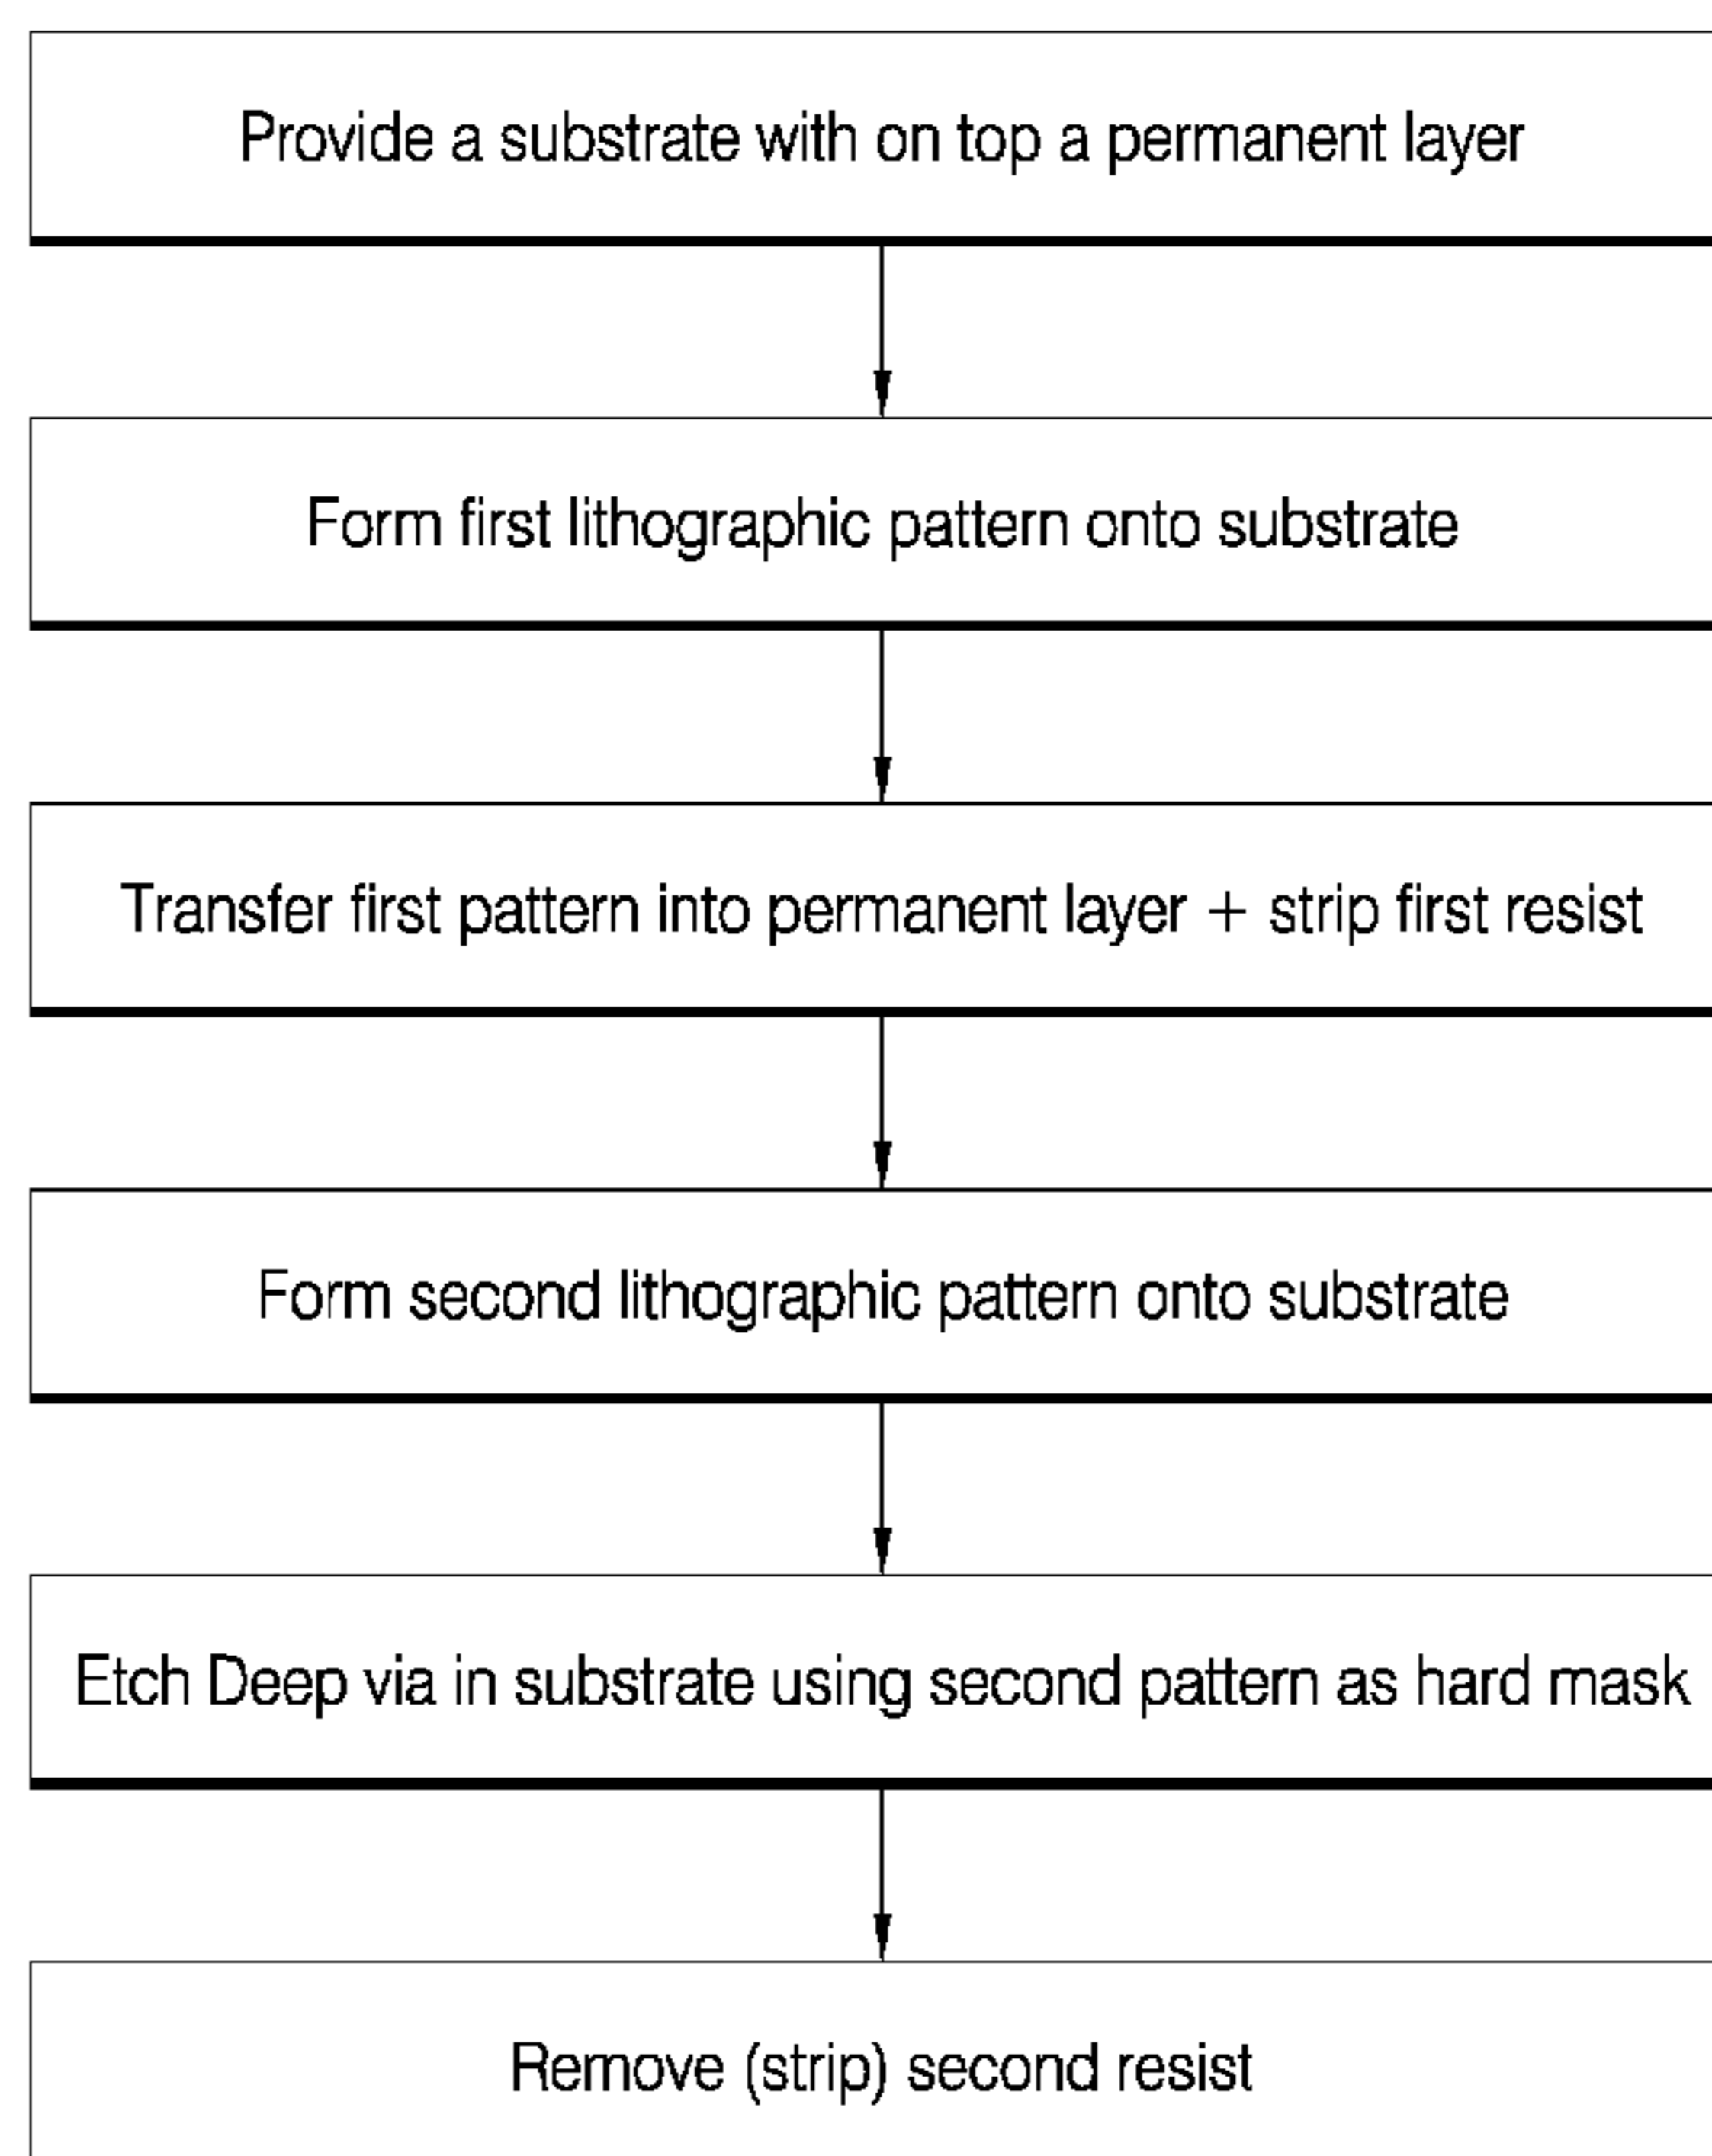 Provide a substrate with on top a permanent layer
Form first lithographic pattern onto substrate
Transfer first pattern into permanent layer + strip first resist
Form second lithographic pattern onto substrate
Etch Deep via in substrate using second pattern as hard mask
Remove (strip) second resist